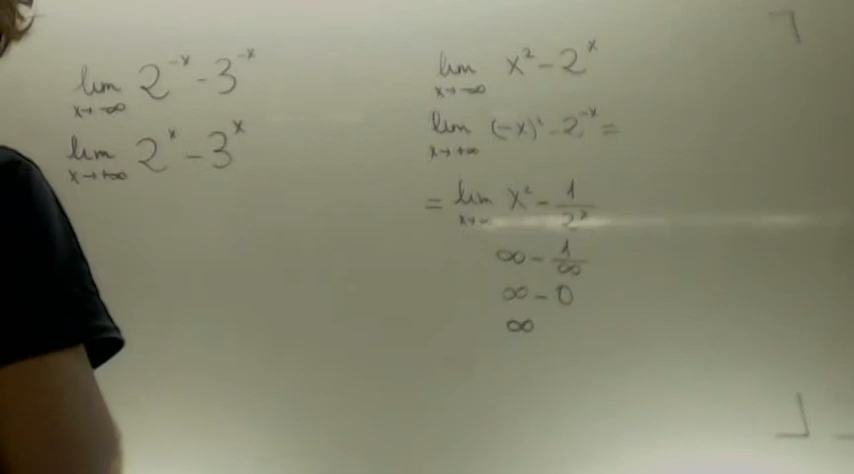 lim 2^-x - 3^-x
x→-∞
lim 2^x - 3^x
x→+∞
lim x² - 2^x
x→-∞
lim (-x)² - 2^-x =
x→+∞
= lim x² - 1/2^x
∞ - 1/∞
∞ - 0
∞